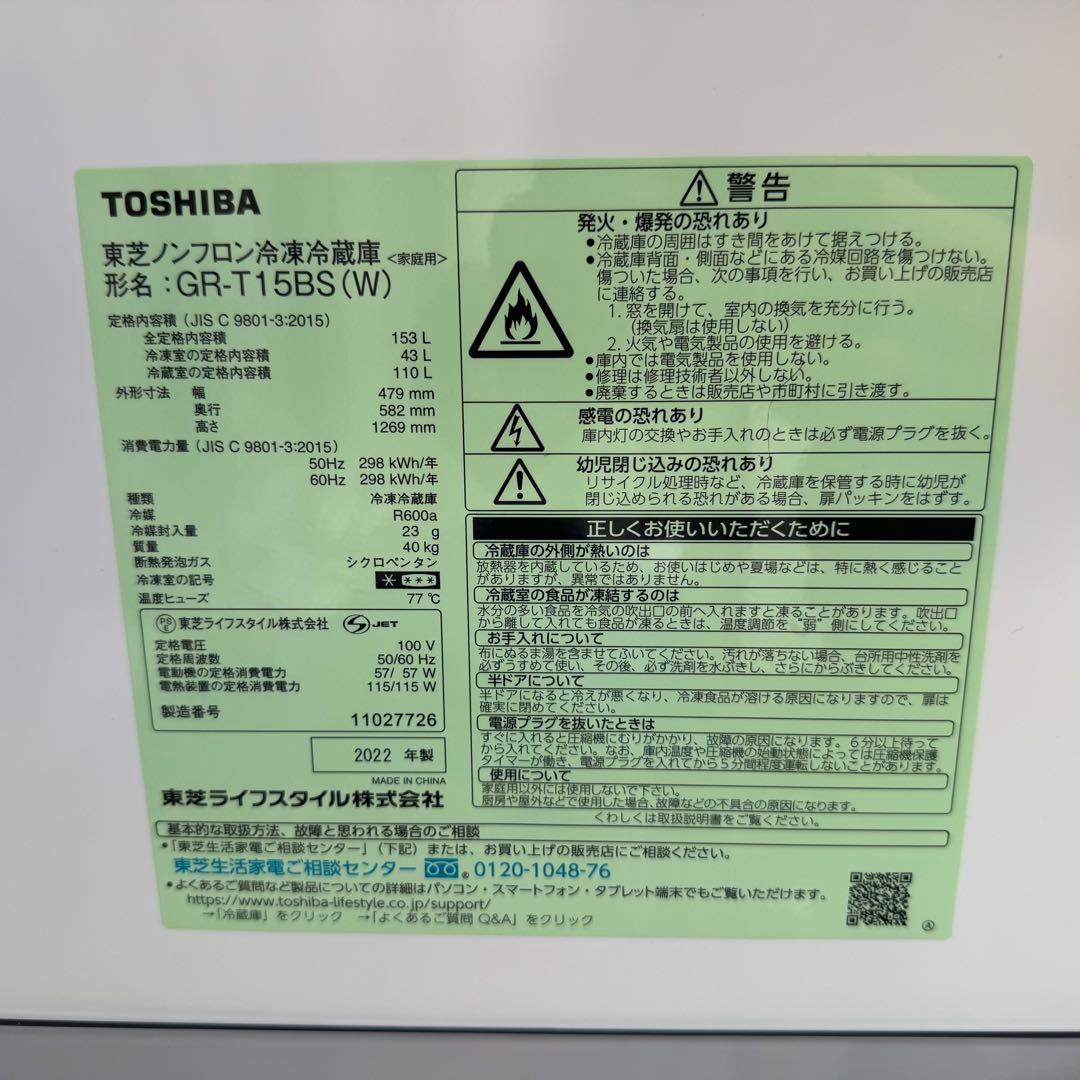 TOSHIBA
東芝ノンフロン冷凍冷蔵庫 <家庭用>
形名:GR-T15BS(W)
定格内容積 (JIS C 9801-3:2015)
全定格内容積 153 L
冷凍室の定格内容積 43 L
冷蔵室の定格内容積 110 L
外形寸法 幅 479 mm
奥行 582 mm
高さ 1269 mm
消費電力量 (JIS C 9801-3:2015)
50Hz 298 kWh/年
60Hz 298 kWh/年
種類 冷凍冷蔵庫
冷媒 R600a
冷媒封入量 23 g
質量 40 kg
断熱発泡ガス シクロペンタン
冷凍室の記号 * ***
温度ヒューズ 77 ℃
PSE 東芝ライフスタイル株式会社 JET
定格電圧 100 V
定格周波数 50/60 Hz
電動機の定格消費電力 57/ 57 W
電熱装置の定格消費電力 115/115 W
製造番号 11027726
2022 年製
MADE IN CHINA
東芝ライフスタイル株式会社
警告
発火・爆発の恐れあり
●冷蔵庫の周囲はすき間をあけて据えつける。
●冷蔵庫背面・側面などにある冷媒回路を傷つけない。
傷ついた場合、次の事項を行い、お買い上げの販売店
に連絡する。
1. 窓を開けて、室内の換気を充分に行う。
(換気扇は使用しない)
2. 火気や電気製品の使用を避ける。
●庫内では電気製品を使用しない。
●修理は修理技術者以外しない。
●廃棄するときは販売店や市町村に引き渡す。
感電の恐れあり
庫内灯の交換やお手入れのときは必ず電源プラグを抜く。
幼児閉じ込みの恐れあり
リサイクル処理時など、冷蔵庫を保管する時に幼児が
閉じ込められる恐れがある場合、扉パッキンをはずす。
正しくお使いいただくために
冷蔵庫の外側が熱いのは
放熱器を内蔵しているため、お使いはじめや夏場などは、特に熱く感じること
がありますが、異常ではありません。
冷蔵室の食品が凍結するのは
水分の多い食品を冷気の吹出口の前へ入れますと凍ることがあります。吹出口
から離して入れても食品が凍るときは、温度調節を“弱”側にしてください。
お手入れについて
布にぬるま湯を含ませてふいてください。汚れが落ちない場合、台所用中性洗剤を
必ずうすめて使い、その後、必ず洗剤を水ぶきし、さらにからぶきしてください。
半ドアについて
半ドアになると冷えが悪くなり、冷凍食品が溶ける原因になりますので、扉は
確実に閉めてください。
電源プラグを抜いたときは
すぐに入れると圧縮機にむりがかかり、故障の原因になります。6分以上待って
から入れてください。なお、庫内温度や圧縮機の始動状態によっては圧縮機保護
タイマーが働き、電源プラグを入れてから5分間程度運転しないことがあります。
使用について
家庭用以外には使用しないで下さい。
厨房や屋外などで使用した場合、故障などの不具合の原因になります。
くわしくは取扱説明書をご覧ください。
基本的な取扱方法、故障と思われる場合のご相談
•「東芝生活家電ご相談センター」(下記)または、お買い上げの販売店にご相談ください。
東芝生活家電ご相談センター ® 0120-1048-76
•よくあるご質問など製品についての詳細はパソコン・スマートフォン・タブレット端末でもご覧いただけます。
https://www.toshiba-lifestyle.co.jp/support/
→「冷蔵庫」をクリック →「よくあるご質問 Q&A」をクリック
Ⓐ